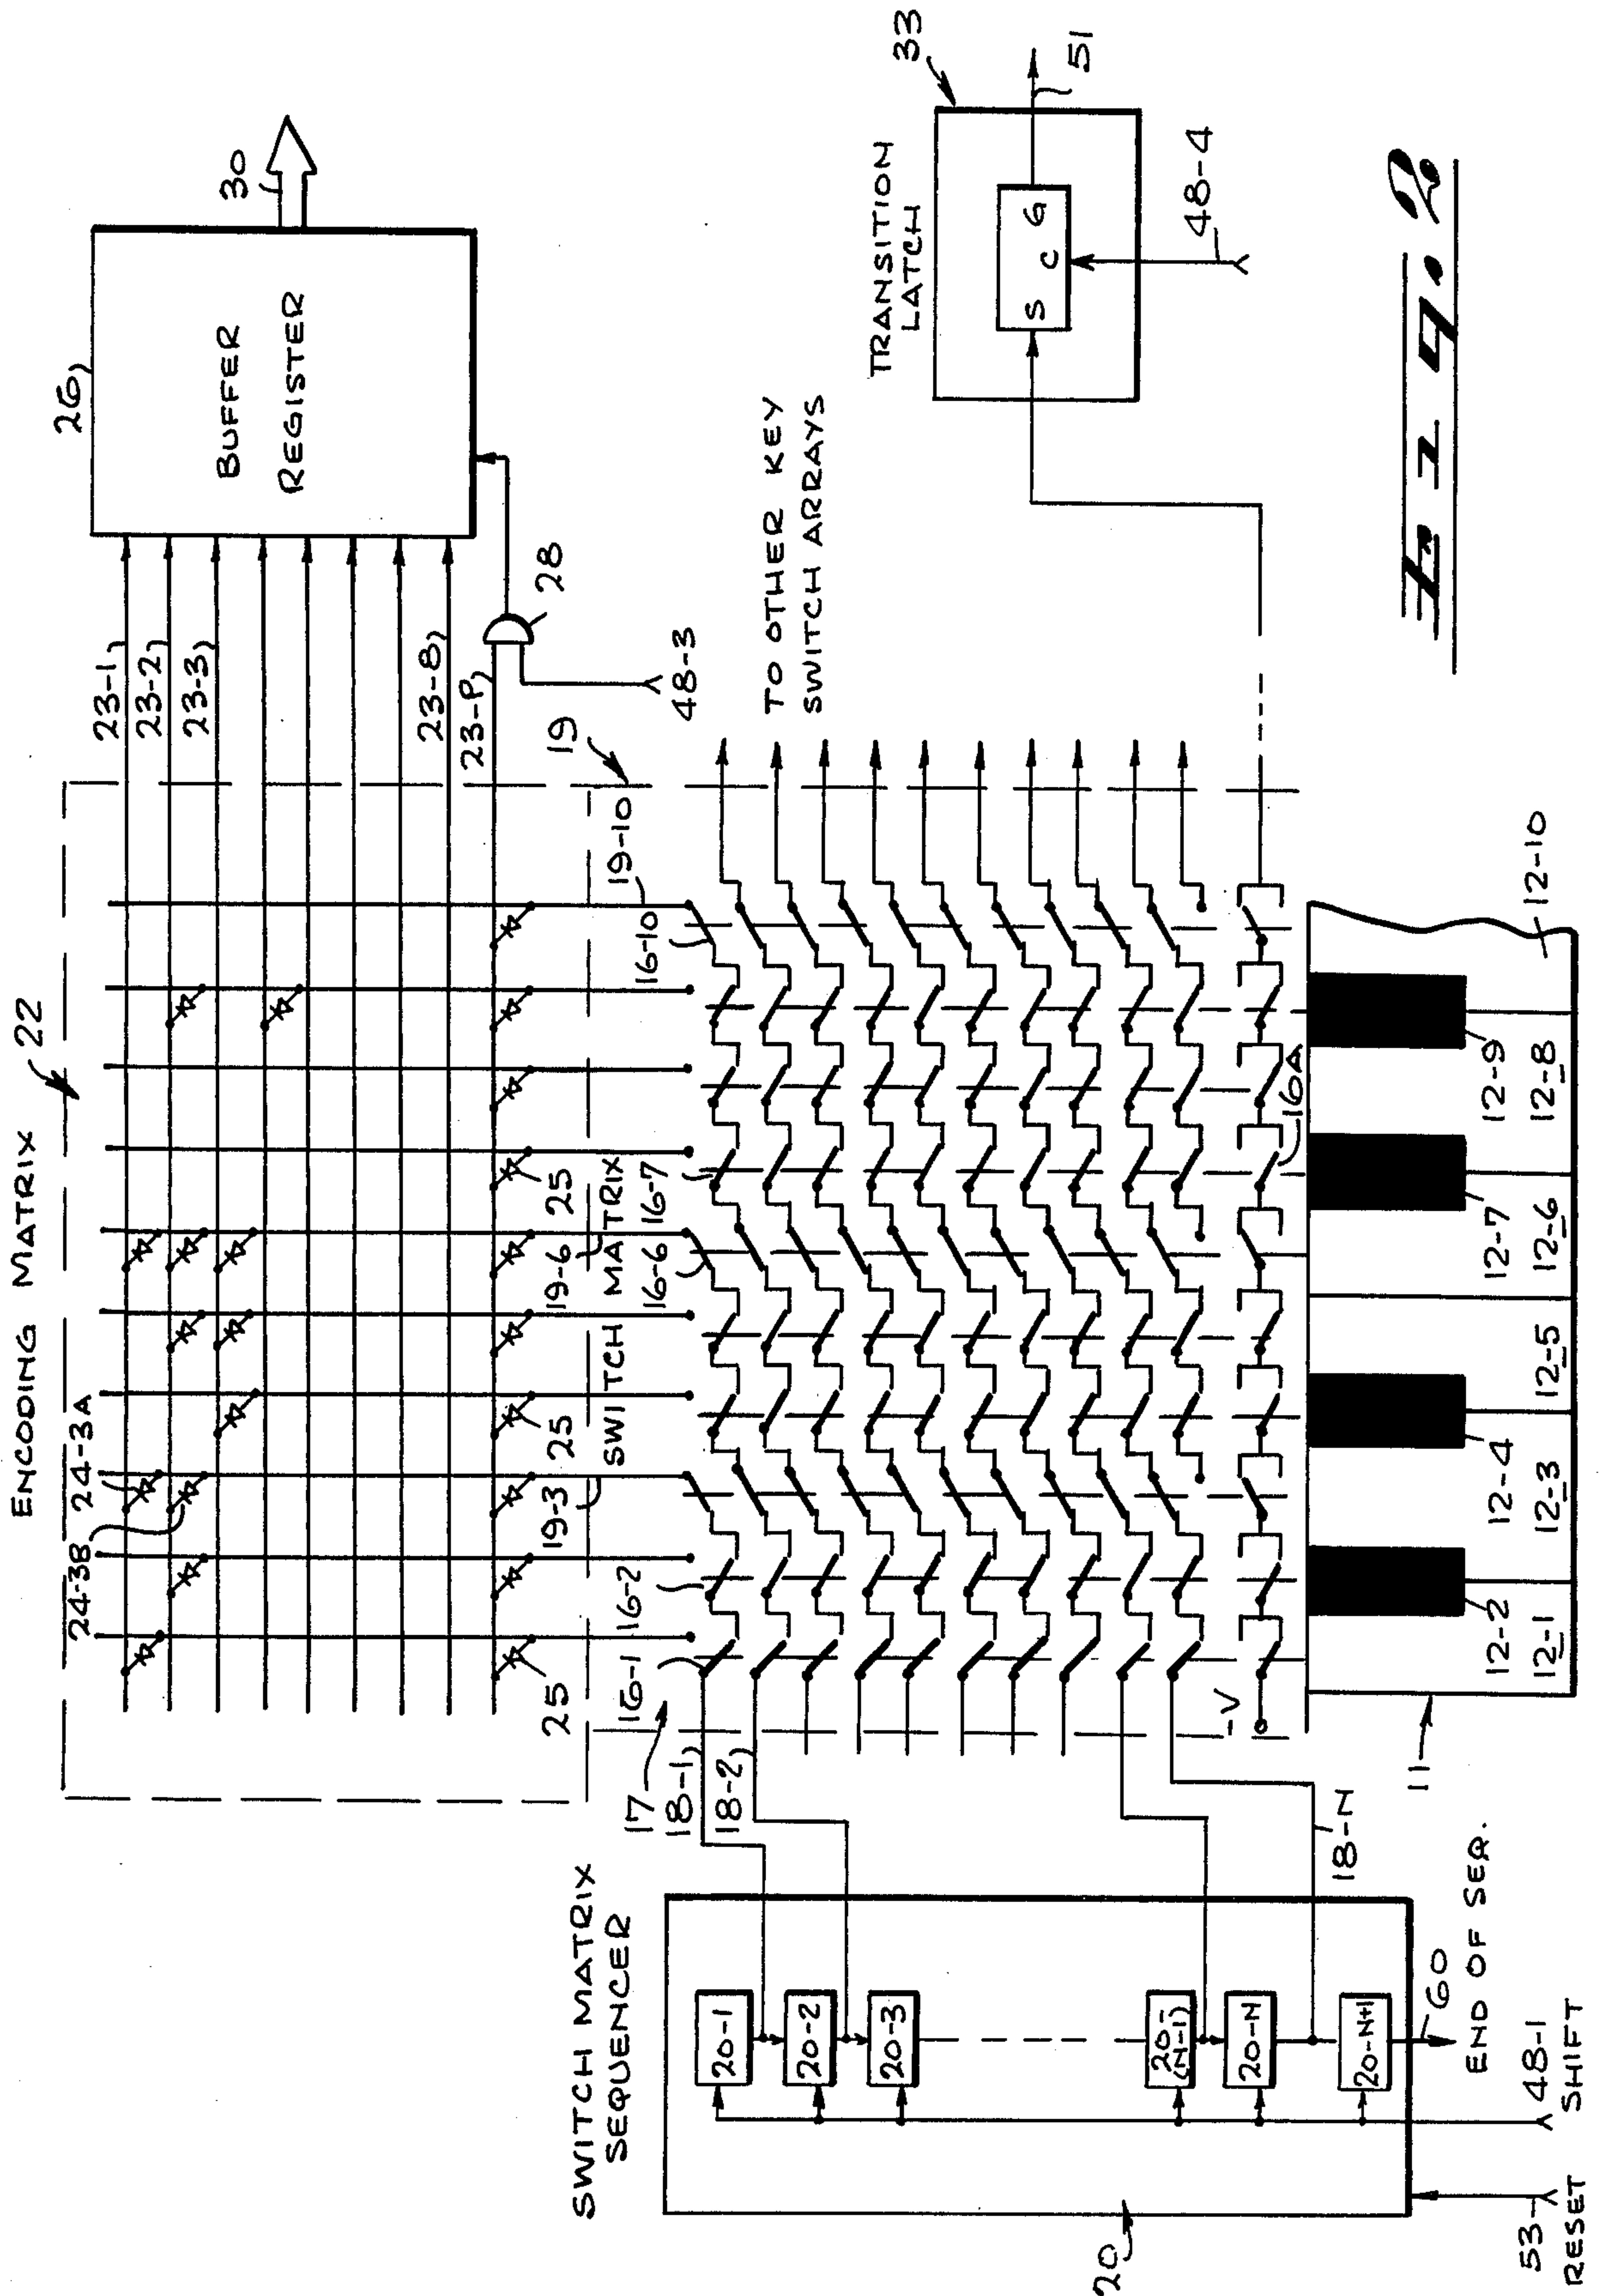 ENCODING MATRIX
22
24-3B
24-3A
23-1
23-2
23-3
23-8
23-P
26
BUFFER
REGISTER
30
28
48-3
25
25
25
19-3
19-6
19-10
19
SWITCH MATRIX
17
16-1
16-2
16-6
16-7
16-10
16A
18-1
18-2
18-N
-V
TO OTHER KEY
SWITCH ARRAYS
TRANSITION
LATCH
33
S
C
G
51
48-4
SWITCH MATRIX
SEQUENCER
20-1
20-2
20-3
20-
(N-1)
20-N
20-N+1
20
60
END OF SEQ.
48-1
SHIFT
53
RESET
11
12-1
12-2
12-3
12-4
12-5
12-6
12-7
12-8
12-9
12-10
Fig. 2